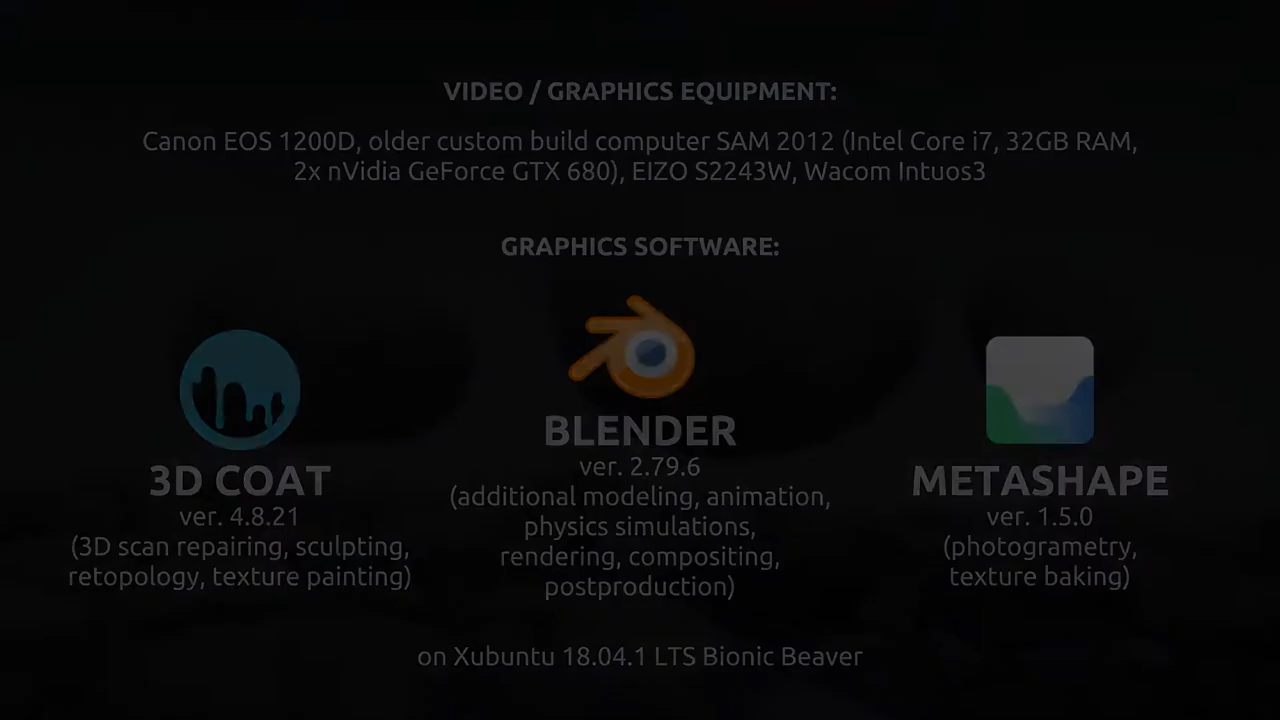 VIDEO / GRAPHICS EQUIPMENT:
Canon EOS 1200D, older custom build computer SAM 2012 (Intel Core i7, 32GB RAM,
2x nVidia GeForce GTX 680), EIZO S2243W, Wacom Intuos3
GRAPHICS SOFTWARE:
3D COAT
ver. 4.8.21
(3D scan repairing, sculpting,
retopology, texture painting)
BLENDER
ver. 2.79.6
(additional modeling, animation,
physics simulations,
rendering, compositing,
postproduction)
METASHAPE
ver. 1.5.0
(photogrametry,
texture baking)
on Xubuntu 18.04.1 LTS Bionic Beaver